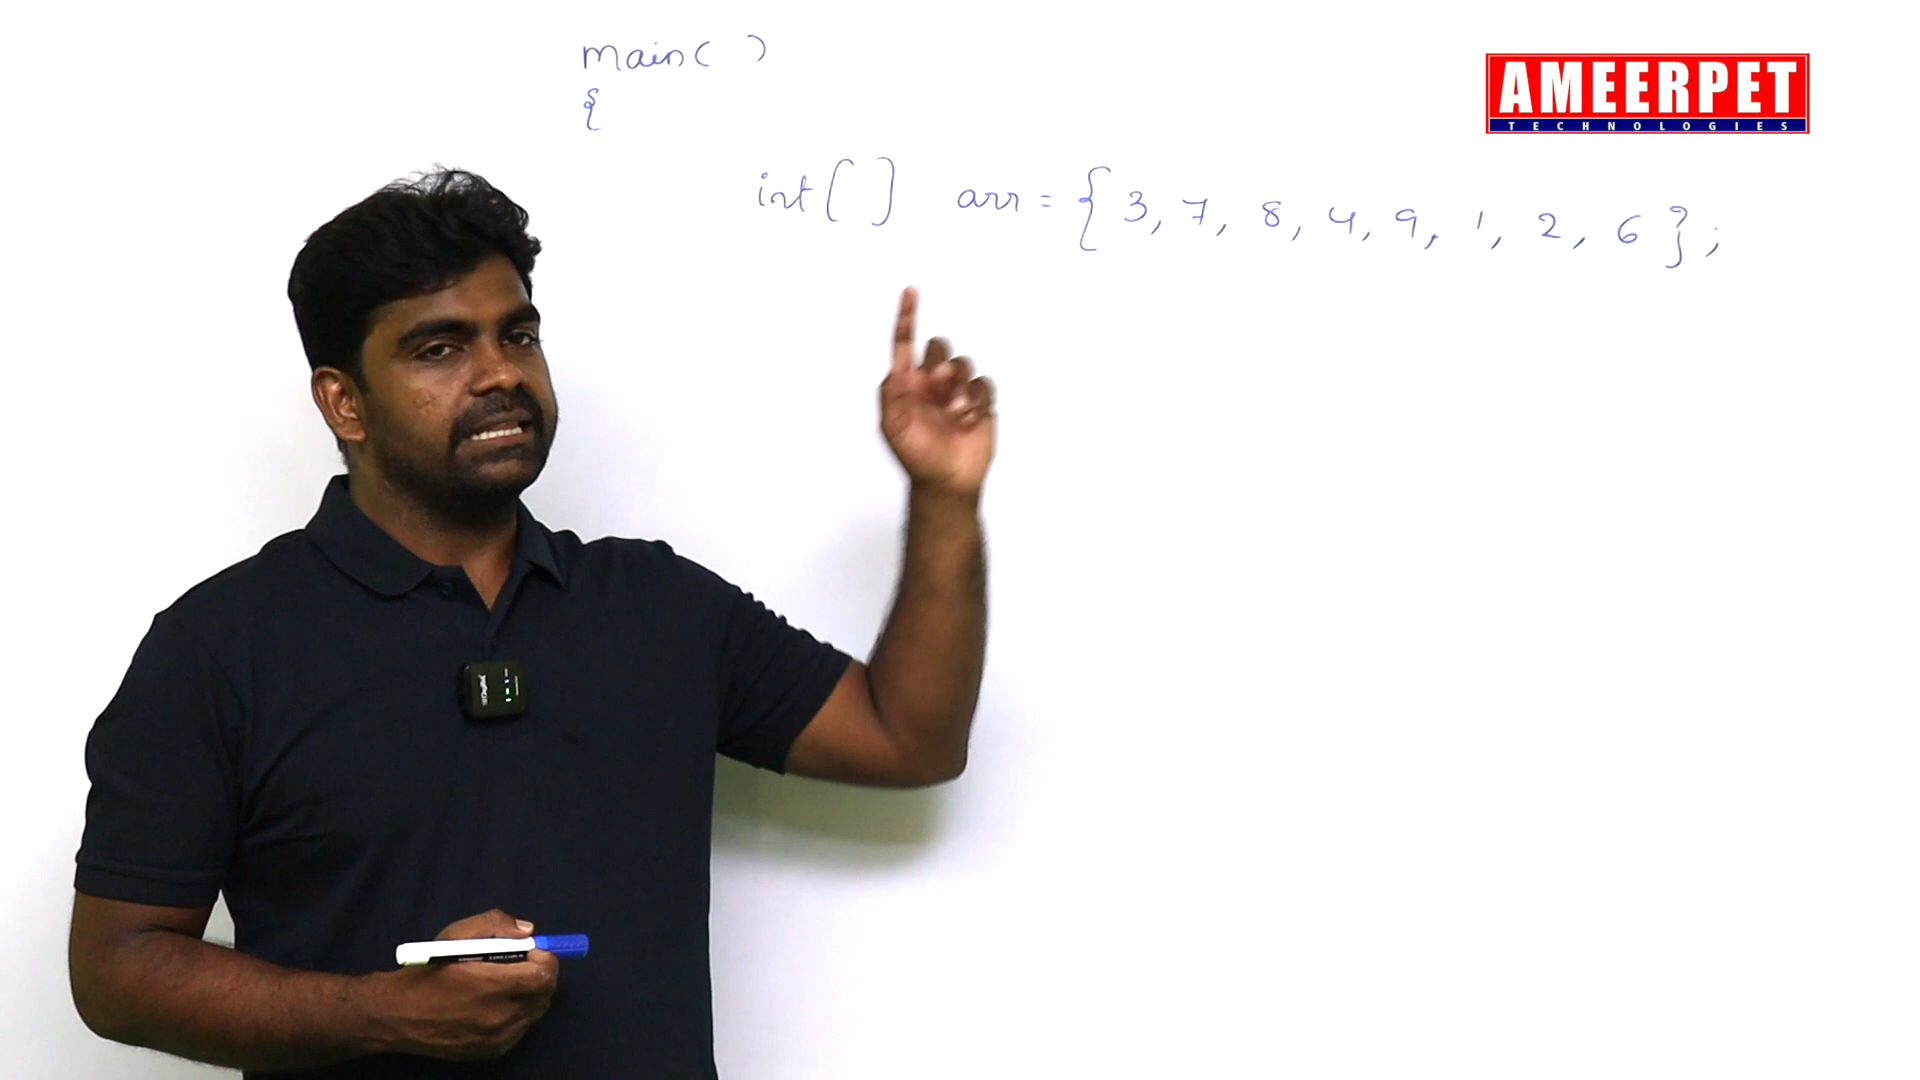 main( )
{
AMEERPET
TECHNOLOGIES
int[ ] arr = { 3, 7, 8, 4, 9, 1, 2, 6 };